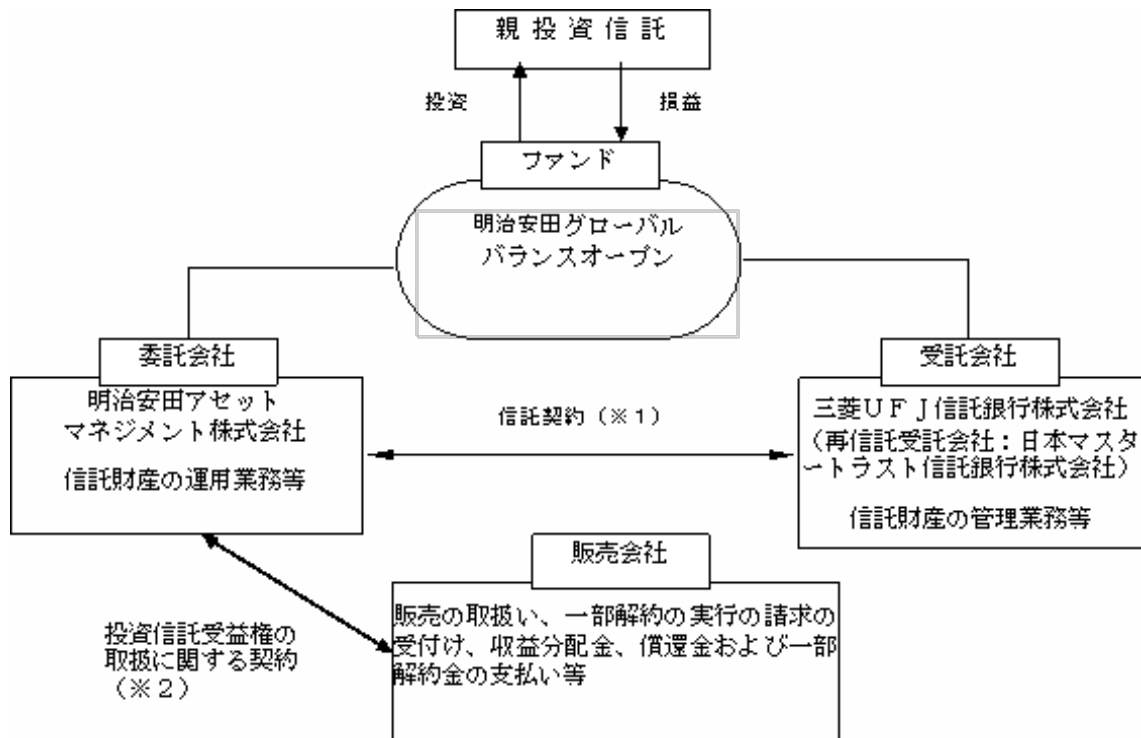 親投資信託
投資
損益
ファンド
明治安田グローバル
バランスオープン
委託会社
明治安田アセット
マネジメント株式会社
信託財産の運用業務等
信託契約（※１）
受託会社
三菱ＵＦＪ信託銀行株式会社
（再信託受託会社：日本マスタ
ートラスト信託銀行株式会社）
信託財産の管理業務等
販売会社
販売の取扱い、一部解約の実行の請求の
受付け、収益分配金、償還金および一部
解約金の支払い等
投資信託受益権の
取扱に関する契約
（※２）